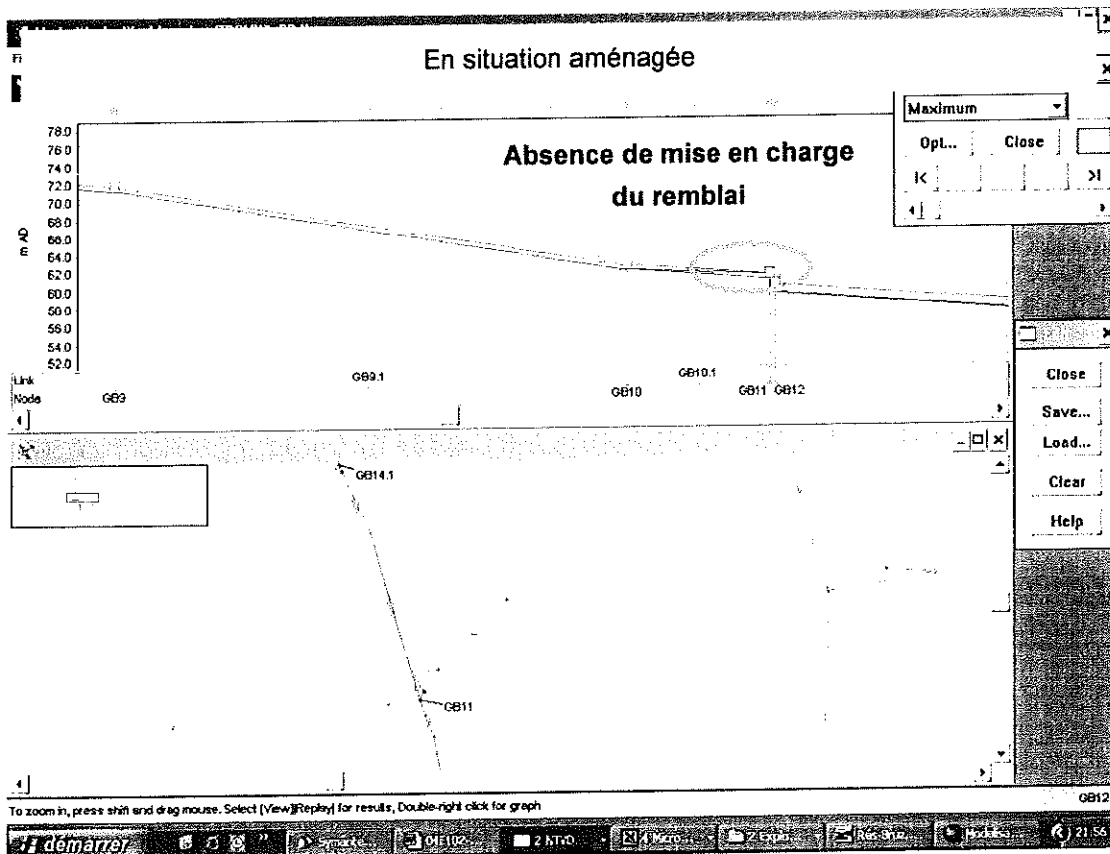 En situation aménagée
Maximum
Opt... Close
Absence de mise en charge
du remblai
78.0
76.0
74.0
72.0
70.0
68.0
66.0
64.0
62.0
60.0
58.0
56.0
54.0
52.0
m AD
Link
Node
GB9
GB9.1
GB10
GB10.1
GB11
GB12
Close
Save...
Load...
Clear
Help
GB14.1
GB11
To zoom in, press shift and drag mouse. Select [View|Replay] for results, Double-right click for graph
GB12
démarrer
21:56